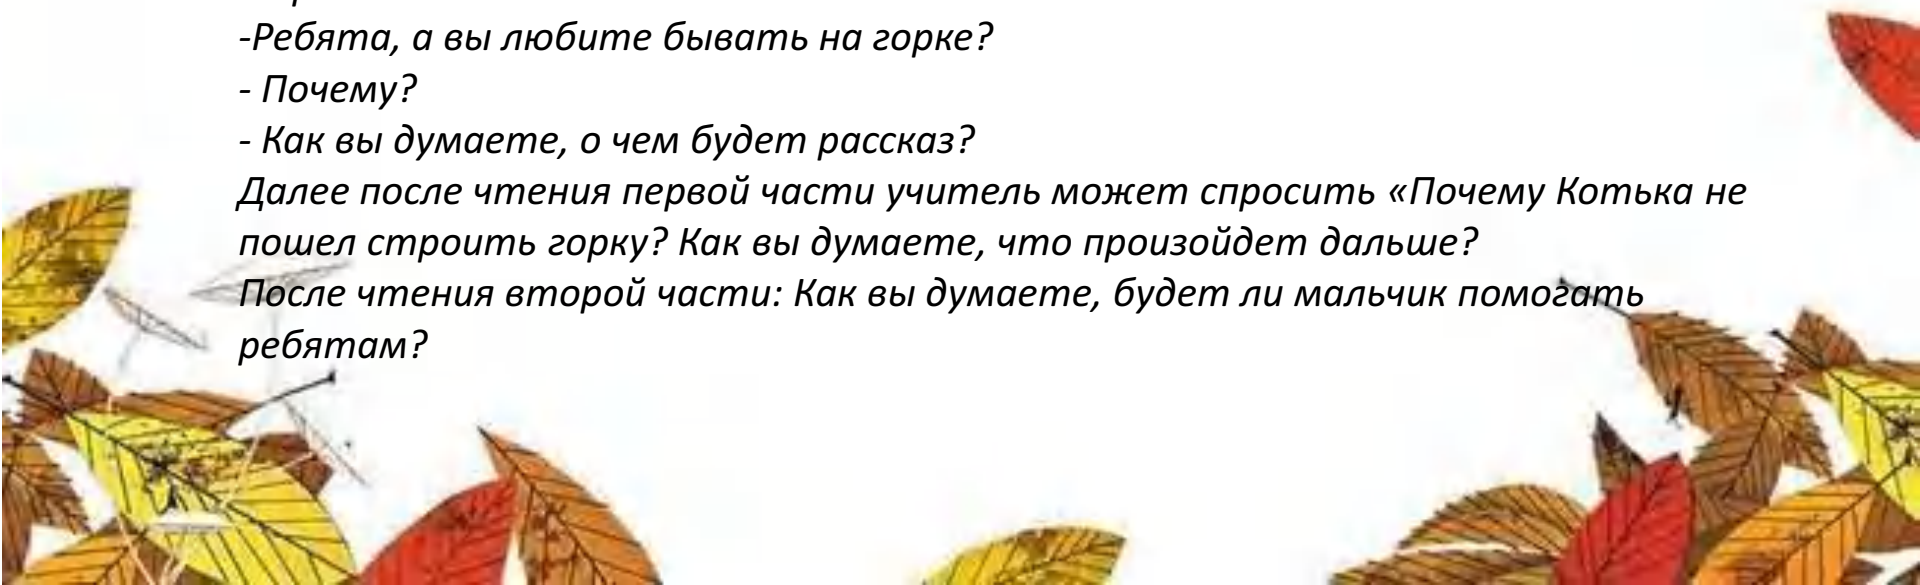 -Ребята, а вы любите бывать на горке?
- Почему?
- Как вы думаете, о чем будет рассказ?
Далее после чтения первой части учитель может спросить «Почему Котька не
пошел строить горку? Как вы думаете, что произойдет дальше?
После чтения второй части: Как вы думаете, будет ли мальчик помогать
ребятам?